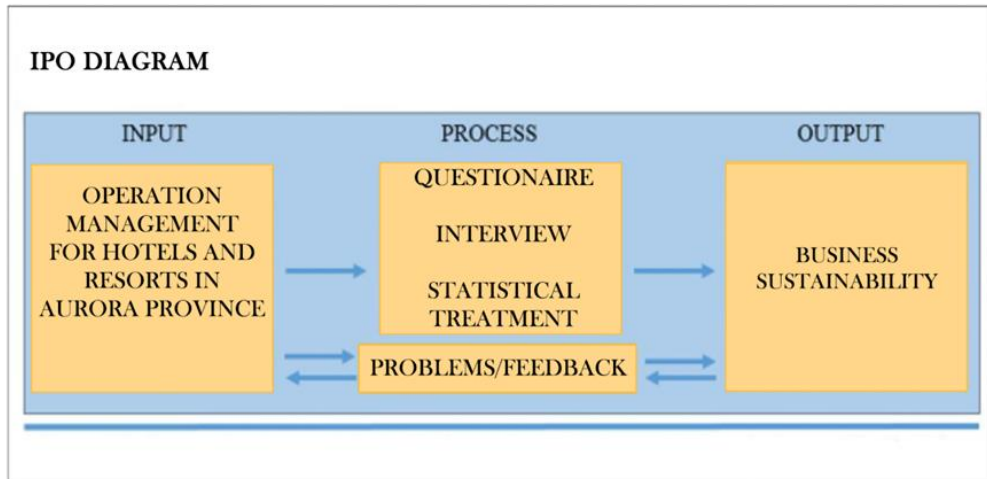 IPO DIAGRAM
INPUT
PROCESS
OUTPUT
OPERATION
MANAGEMENT
FOR HOTELS AND
RESORTS IN
AURORA PROVINCE
QUESTIONAIRE
INTERVIEW
STATISTICAL
TREATMENT
PROBLEMS/FEEDBACK
BUSINESS
SUSTAINABILITY